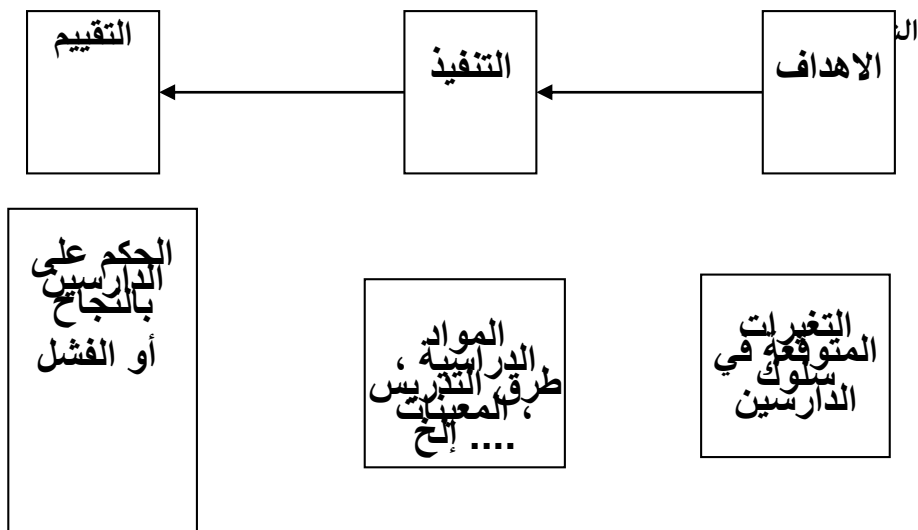 الاهداف
التنفيذ
التقييم
التغيرات
المتوقعة في
سلوك
الدارسين
المواد
الدراسية ،
طرق التدريس
، المعينات
.... إلخ
الحكم على
الدارسين
بالنجاح
أو الفشل